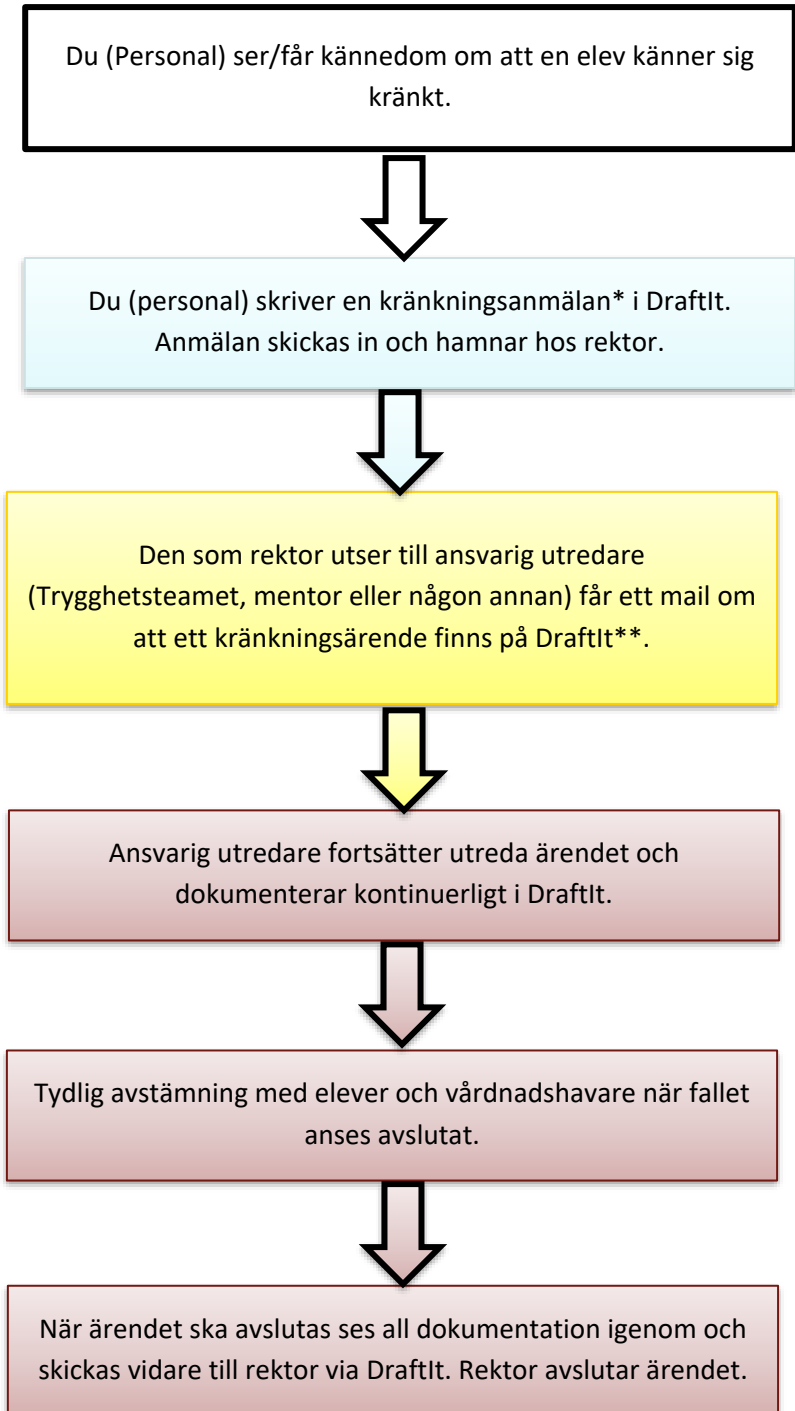 Du (Personal) ser/får kännedom om att en elev känner sig
kränkt.
Du (personal) skriver en kränkningsanmälan* i DraftIt.
Anmälan skickas in och hamnar hos rektor.
Den som rektor utser till ansvarig utredare
(Trygghetsteamet, mentor eller någon annan) får ett mail om
att ett kränkningsärende finns på DraftIt**.
Ansvarig utredare fortsätter utreda ärendet och
dokumenterar kontinuerligt i DraftIt.
Tydlig avstämning med elever och vårdnadshavare när fallet
anses avslutat.
När ärendet ska avslutas ses all dokumentation igenom och
skickas vidare till rektor via DraftIt. Rektor avslutar ärendet.